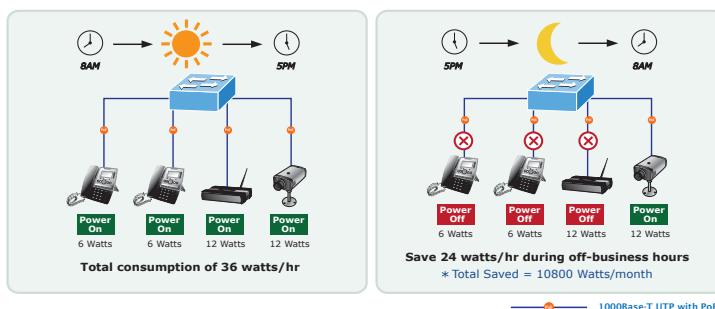 8AM
5PM
Power On
Power On
Power On
Power On
6 Watts
6 Watts
12 Watts
12 Watts
Total consumption of 36 watts/hr
5PM
8AM
Power Off
Power Off
Power Off
Power On
6 Watts
6 Watts
12 Watts
12 Watts
Save 24 watts/hr during off-business hours
* Total Saved = 10800 Watts/month
1000Base-T UTP with PoE